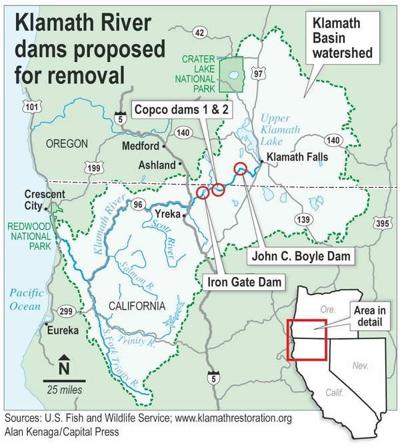 Klamath River
dams proposed
for removal
42
Klamath
Basin
watershed
CRATER
LAKE
NATIONAL
PARK
97
101
5
Copco dams 1 & 2
OREGON
Medford
140
Upper
Klamath
Lake
199
Ashland
Klamath Falls
140
Crescent
City
96
Yreka
Klamath River
Scott
River
139
395
REDWOOD
NATIONAL
PARK
John C. Boyle Dam
Iron Gate Dam
Salmon R.
Pacific
Ocean
CALIFORNIA
299
Eureka
Trinity R.
Ore.
Area in
detail
N
25 miles
5
Nev.
Calif.
Sources: U.S. Fish and Wildlife Service; www.klamathrestoration.org
Alan Kenaga/Capital Press